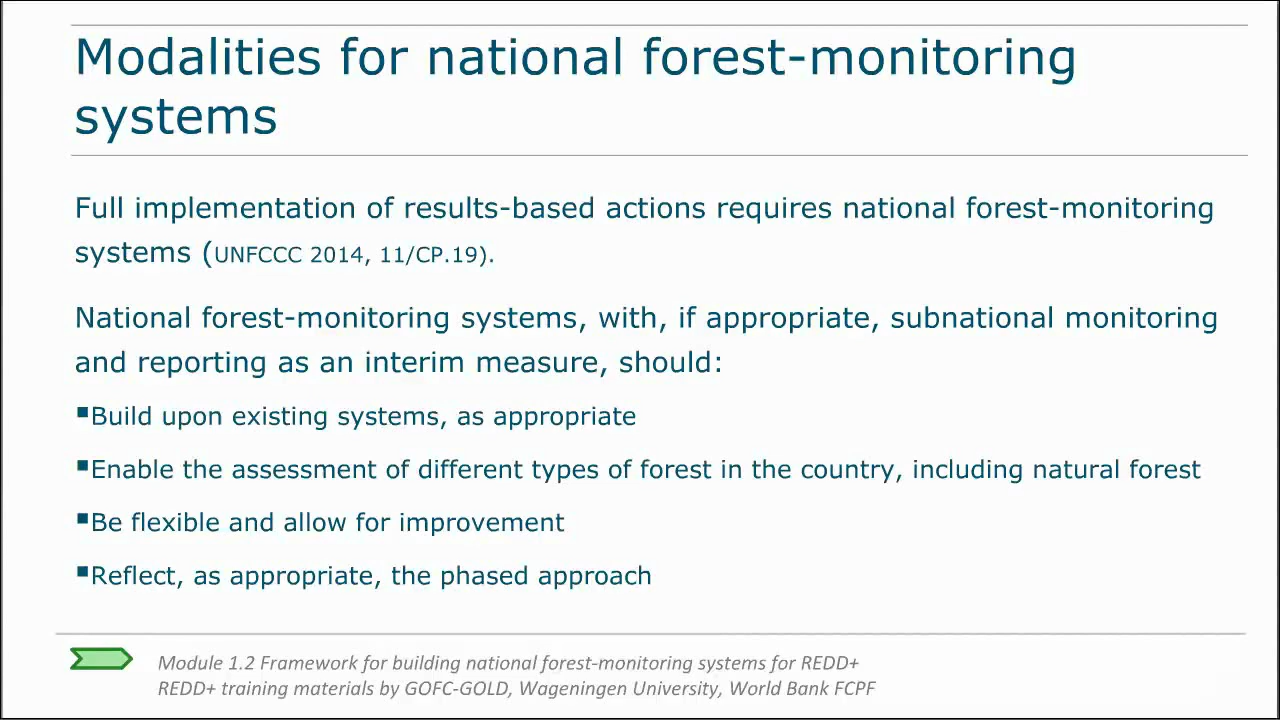 Modalities for national forest-monitoring
systems
Full implementation of results-based actions requires national forest-monitoring
systems (UNFCCC 2014, 11/CP.19).
National forest-monitoring systems, with, if appropriate, subnational monitoring
and reporting as an interim measure, should:
▪Build upon existing systems, as appropriate
▪Enable the assessment of different types of forest in the country, including natural forest
▪Be flexible and allow for improvement
▪Reflect, as appropriate, the phased approach
Module 1.2 Framework for building national forest-monitoring systems for REDD+
REDD+ training materials by GOFC-GOLD, Wageningen University, World Bank FCPF